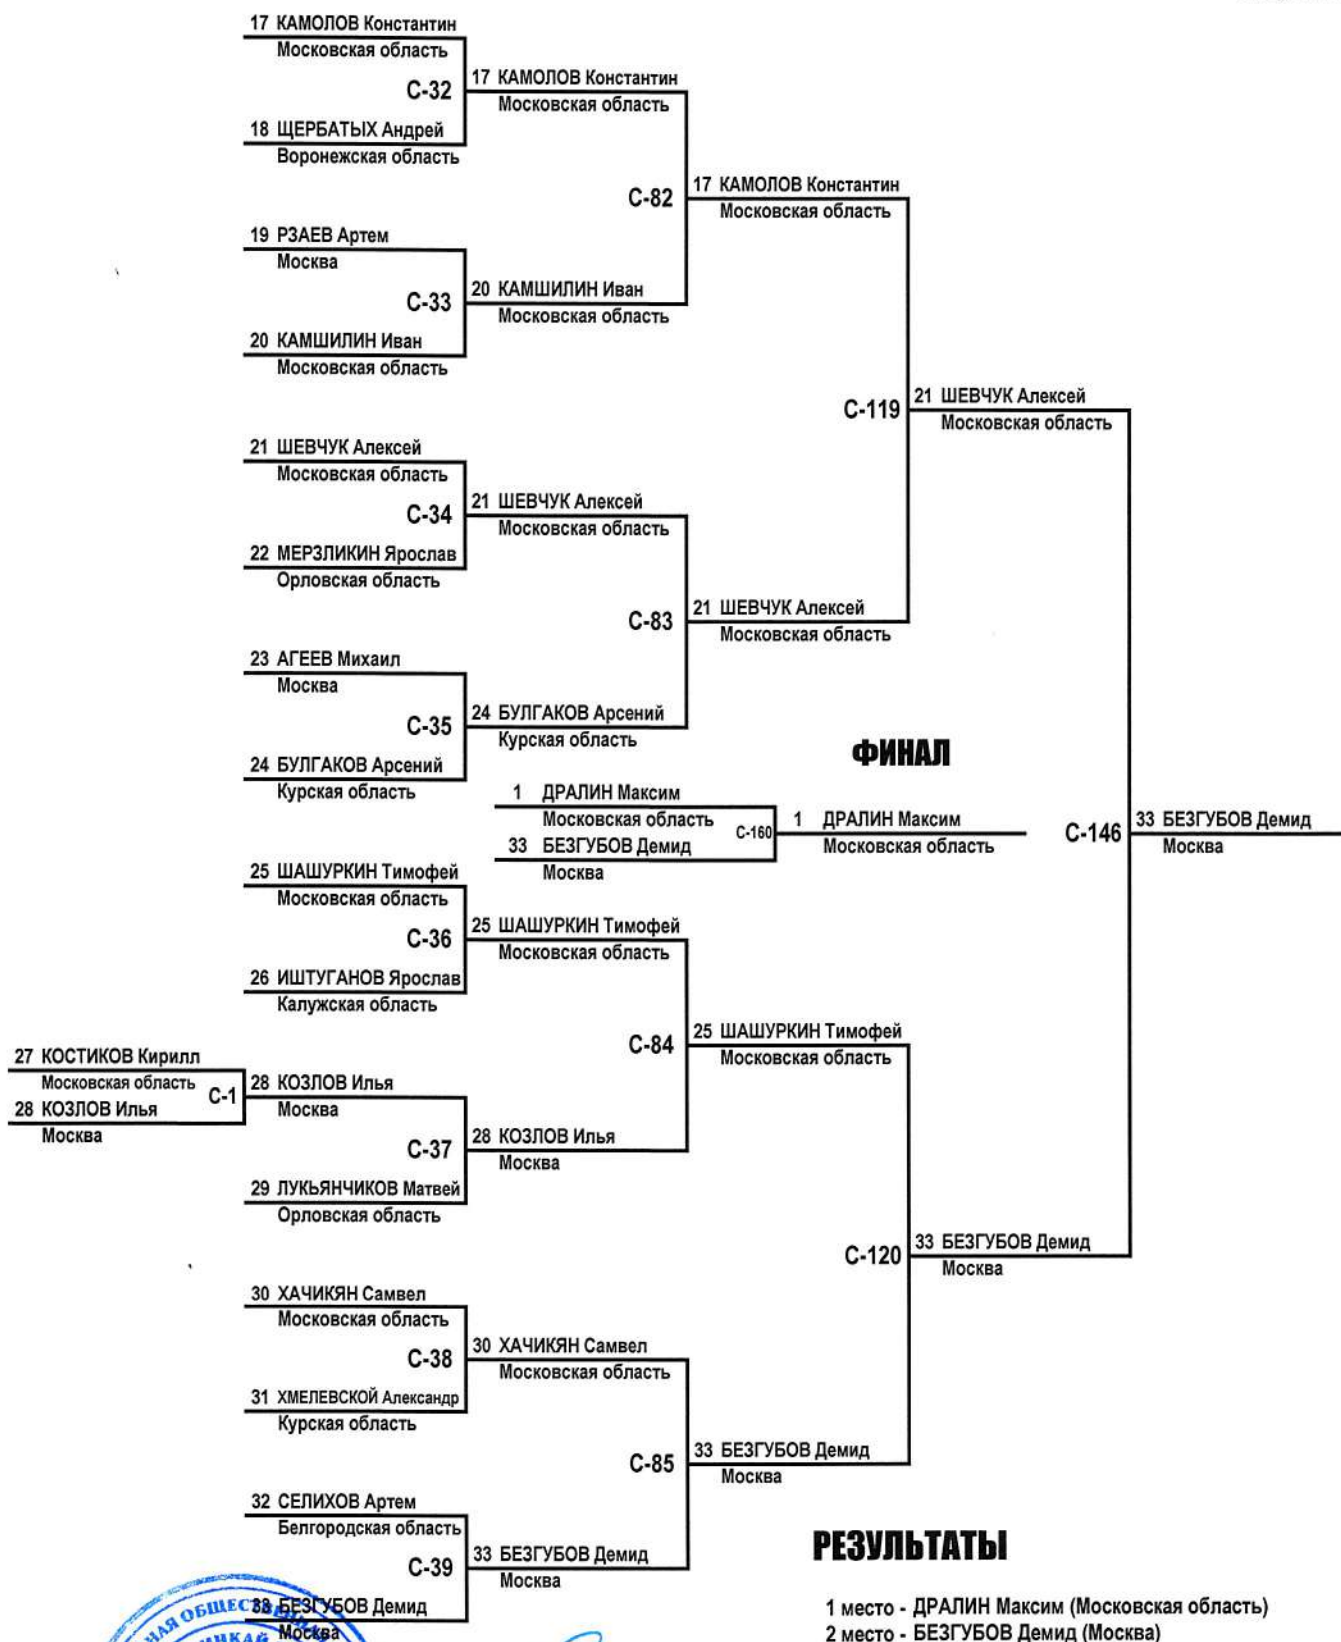 17 КАМОЛОВ Константин
Московская область
С-32
17 КАМОЛОВ Константин
Московская область
18 ЩЕРБАТЫХ Андрей
Воронежская область
С-82
17 КАМОЛОВ Константин
Московская область
19 РЗАЕВ Артем
Москва
С-33
20 КАМШИЛИН Иван
Московская область
20 КАМШИЛИН Иван
Московская область
С-119
21 ШЕВЧУК Алексей
Московская область
21 ШЕВЧУК Алексей
Московская область
С-34
21 ШЕВЧУК Алексей
Московская область
22 МЕРЗЛИКИН Ярослав
Орловская область
С-83
21 ШЕВЧУК Алексей
Московская область
23 АГЕЕВ Михаил
Москва
С-35
24 БУЛГАКОВ Арсений
Курская область
24 БУЛГАКОВ Арсений
Курская область
ФИНАЛ
1 ДРАЛИН Максим
Московская область
33 БЕЗГУБОВ Демид
Москва
С-160
1 ДРАЛИН Максим
Московская область
С-146
33 БЕЗГУБОВ Демид
Москва
25 ШАШУРКИН Тимофей
Московская область
С-36
25 ШАШУРКИН Тимофей
Московская область
26 ИШТУГАНОВ Ярослав
Калужская область
С-84
25 ШАШУРКИН Тимофей
Московская область
27 КОСТИКОВ Кирилл
Московская область
С-1
28 КОЗЛОВ Илья
Москва
28 КОЗЛОВ Илья
Москва
С-37
28 КОЗЛОВ Илья
Москва
29 ЛУКЬЯНЧИКОВ Матвей
Орловская область
С-120
33 БЕЗГУБОВ Демид
Москва
30 ХАЧИКЯН Самвел
Московская область
С-38
30 ХАЧИКЯН Самвел
Московская область
31 ХМЕЛЕВСКОЙ Александр
Курская область
С-85
33 БЕЗГУБОВ Демид
Москва
32 СЕЛИХОВ Артем
Белгородская область
С-39
33 БЕЗГУБОВ Демид
Москва
33 БЕЗГУБОВ Демид
Москва
РЕЗУЛЬТАТЫ
1 место - ДРАЛИН Максим (Московская область)
2 место - БЕЗГУБОВ Демид (Москва)